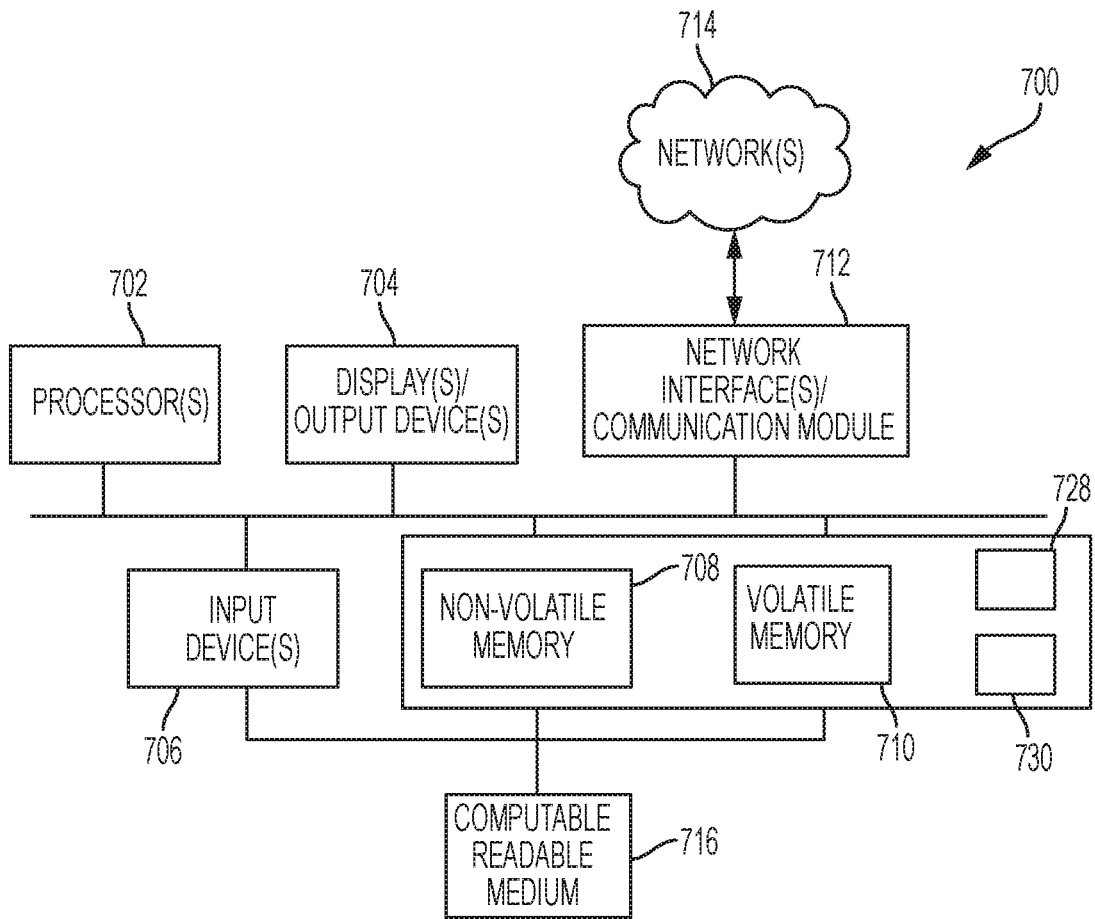 714
700
NETWORK(S)
712
702
704
NETWORK
INTERFACE(S)/
COMMUNICATION MODULE
PROCESSOR(S)
DISPLAY(S)/
OUTPUT DEVICE(S)
728
708
NON-VOLATILE
MEMORY
VOLATILE
MEMORY
INPUT
DEVICE(S)
706
710
730
COMPUTABLE
READABLE
MEDIUM
716